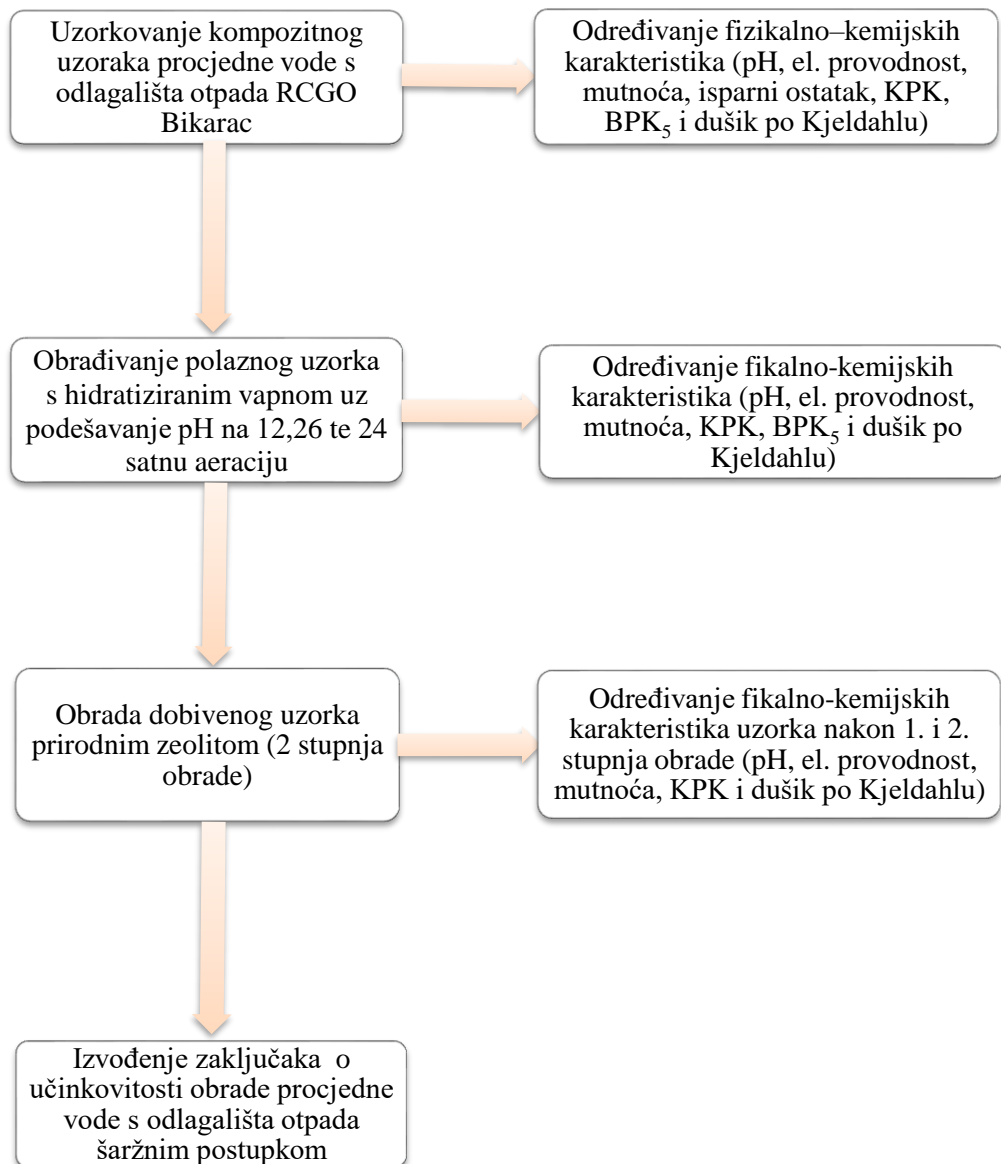 Uzorkovanje kompozitnog
uzoraka procjedne vode s
odlagališta otpada RCGO
Bikarac
Određivanje fizikalno–kemijskih
karakteristika (pH, el. provodnost,
mutnoća, isparni ostatak, KPK,
BPK₅ i dušik po Kjeldahlu)
Obrađivanje polaznog uzorka
s hidratiziranim vapnom uz
podešavanje pH na 12,26 te 24
satnu aeraciju
Određivanje fikalno-kemijskih
karakteristika (pH, el. provodnost,
mutnoća, KPK, BPK₅ i dušik po
Kjeldahlu)
Obrada dobivenog uzorka
prirodnim zeolitom (2 stupnja
obrade)
Određivanje fikalno-kemijskih
karakteristika uzorka nakon 1. i 2.
stupnja obrade (pH, el. provodnost,
mutnoća, KPK i dušik po Kjeldahlu)
Izvođenje zaključaka o
učinkovitosti obrade procjedne
vode s odlagališta otpada
šaržnim postupkom